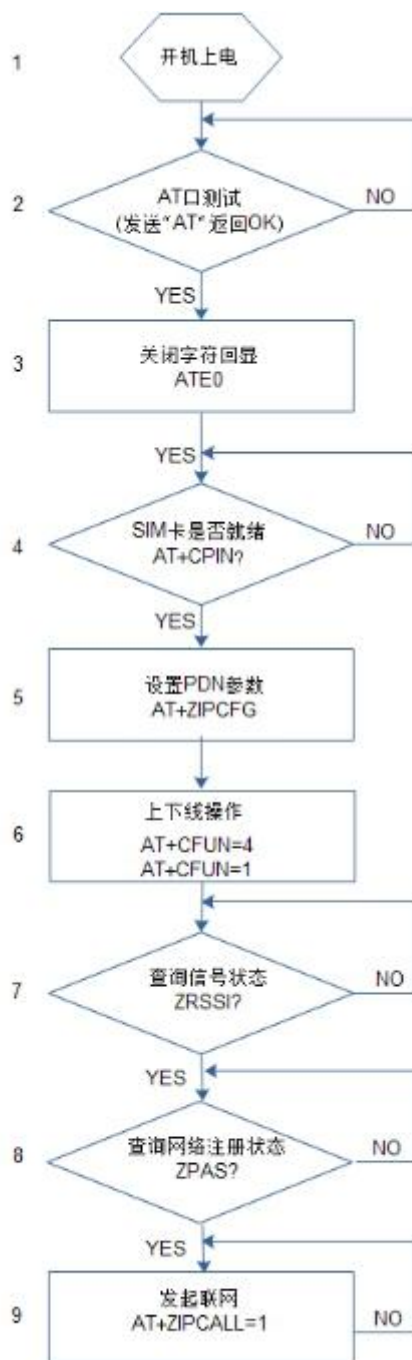 1
开机上电
2
AT口测试
(发送“AT”返回OK)
NO
YES
3
关闭字符回显
ATE0
YES
4
SIM卡是否就绪
AT+CPIN?
NO
YES
5
设置PDN参数
AT+ZIPCFG
6
上下线操作
AT+CFUN=4
AT+CFUN=1
7
查询信号状态
ZRSSI?
NO
YES
8
查询网络注册状态
ZPAS?
NO
YES
9
发起联网
AT+ZIPCALL=1
NO